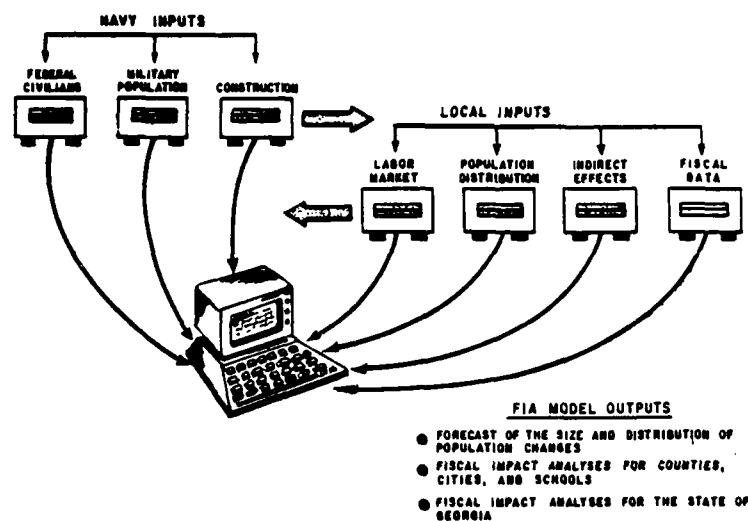 NAVY INPUTS
FEDERAL
CIVILIANS
MILITARY
POPULATION
CONSTRUCTION
LOCAL INPUTS
LABOR
MARKET
POPULATION
DISTRIBUTION
INDIRECT
EFFECTS
FISCAL
DATA
FIA MODEL OUTPUTS
FORECAST OF THE SIZE AND DISTRIBUTION OF
POPULATION CHANGES
FISCAL IMPACT ANALYSES FOR COUNTIES,
CITIES, AND SCHOOLS
FISCAL IMPACT ANALYSES FOR THE STATE OF
GEORGIA